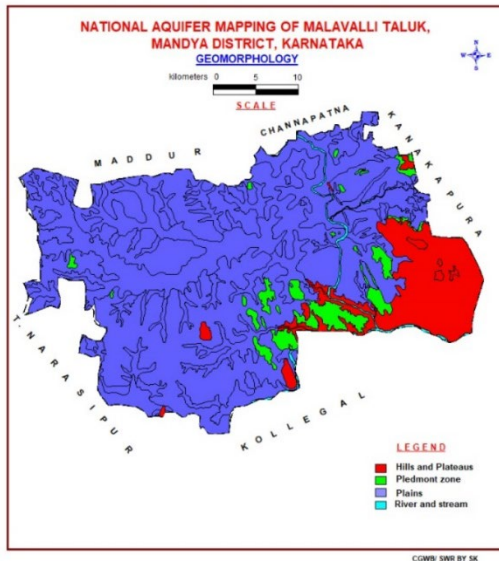 NATIONAL AQUIFER MAPPING OF MALAVALLI TALUK,
MANDYA DISTRICT, KARNATAKA
GEOMORPHOLOGY
kilometers 0 5 10
SCALE
N
W E
S
CHANNAPATNA
KANAKAPURA
MADDUR
T. NARASIPUR
KOLLEGAL
LEGEND
Hills and Plateaus
Piedmont zone
Plains
River and stream
CGWB/ SWR BY SK